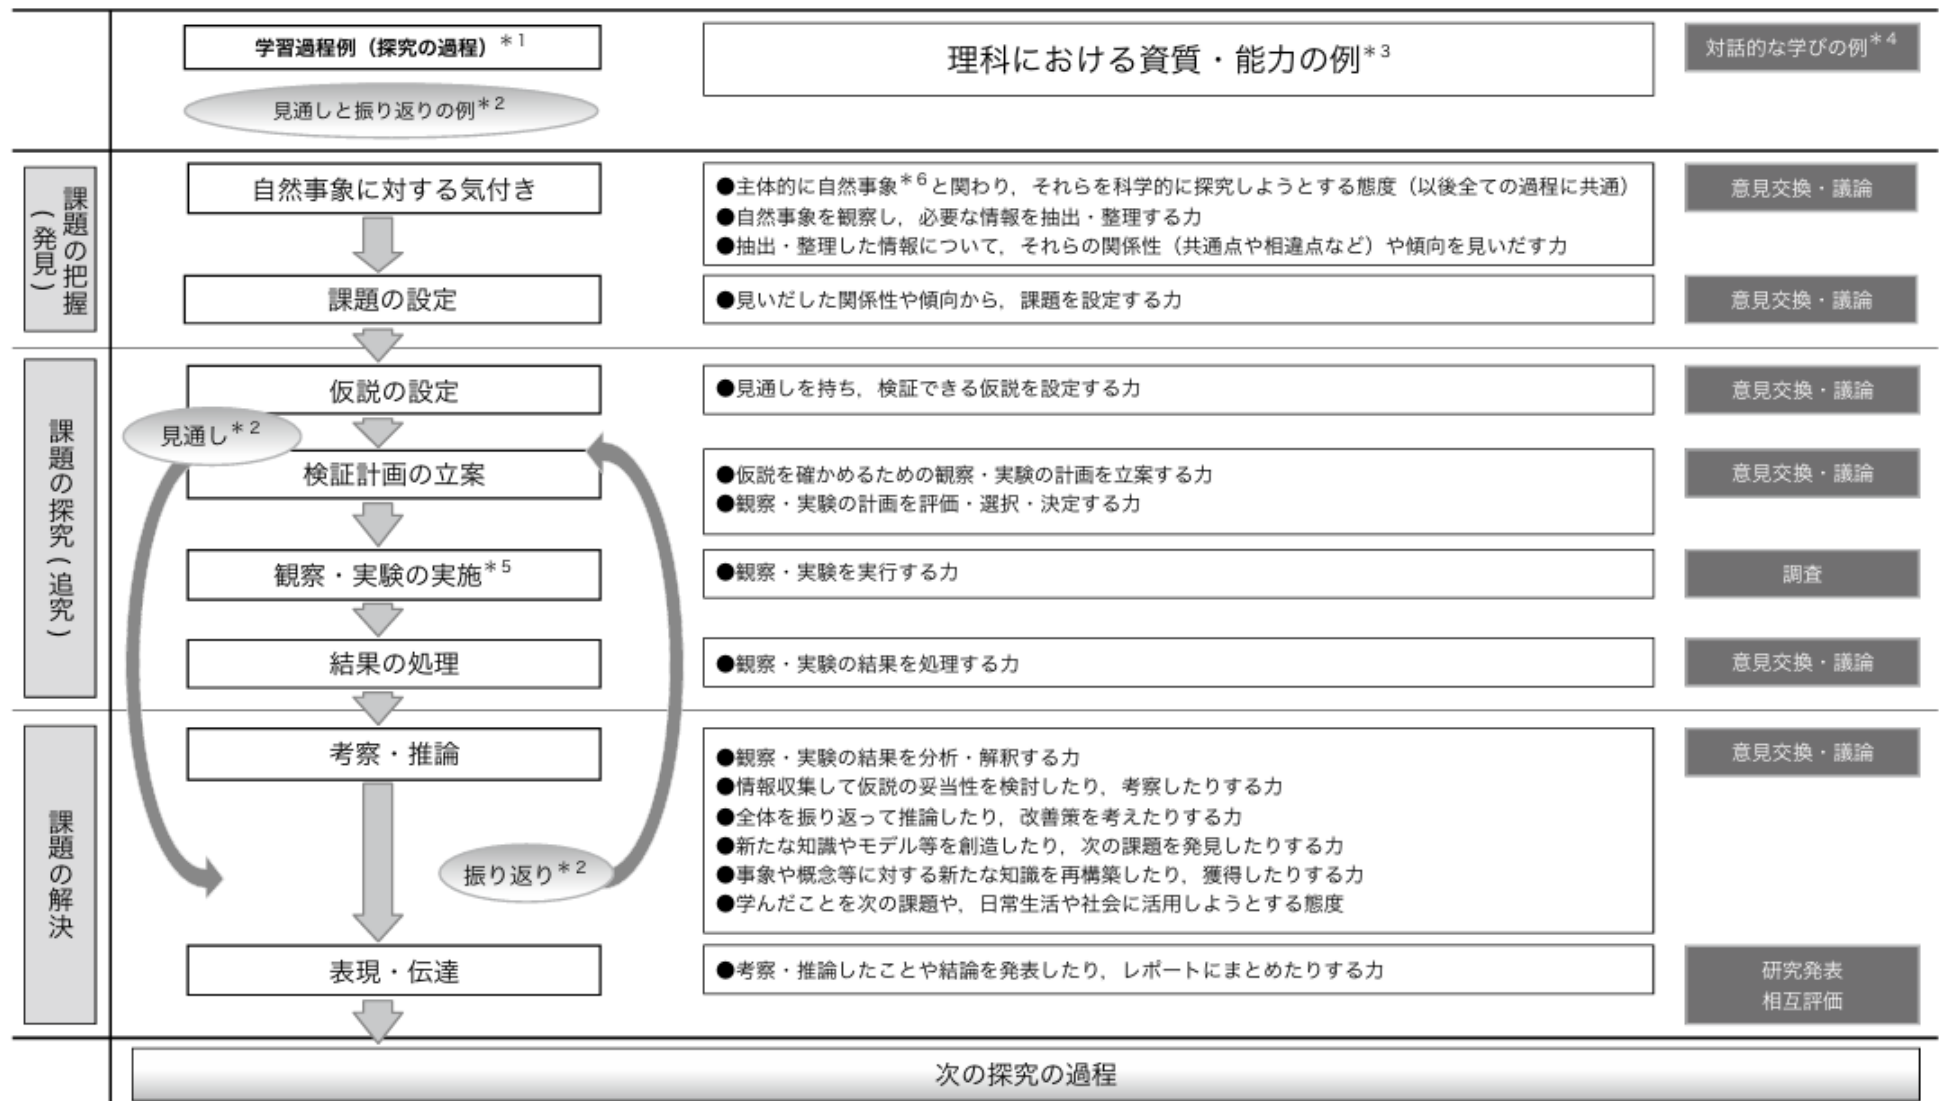 学習過程例（探究の過程）＊1
見通しと振り返りの例＊2
理科における資質・能力の例＊3
対話的な学びの例＊4
課題の把握
（発見）
自然事象に対する気付き
●主体的に自然事象＊6と関わり，それらを科学的に探究しようとする態度（以後全ての過程に共通）
●自然事象を観察し，必要な情報を抽出・整理する力
●抽出・整理した情報について，それらの関係性（共通点や相違点など）や傾向を見いだす力
意見交換・議論
課題の設定
●見いだした関係性や傾向から，課題を設定する力
意見交換・議論
課題の探究（追究）
仮説の設定
●見通しを持ち，検証できる仮説を設定する力
意見交換・議論
見通し＊2
検証計画の立案
●仮説を確かめるための観察・実験の計画を立案する力
●観察・実験の計画を評価・選択・決定する力
意見交換・議論
観察・実験の実施＊5
●観察・実験を実行する力
調査
結果の処理
●観察・実験の結果を処理する力
意見交換・議論
課題の解決
考察・推論
●観察・実験の結果を分析・解釈する力
●情報収集して仮説の妥当性を検討したり，考察したりする力
●全体を振り返って推論したり，改善策を考えたりする力
●新たな知識やモデル等を創造したり，次の課題を発見したりする力
●事象や概念等に対する新たな知識を再構築したり，獲得したりする力
●学んだことを次の課題や，日常生活や社会に活用しようとする態度
意見交換・議論
振り返り＊2
表現・伝達
●考察・推論したことや結論を発表したり，レポートにまとめたりする力
研究発表
相互評価
次の探究の過程